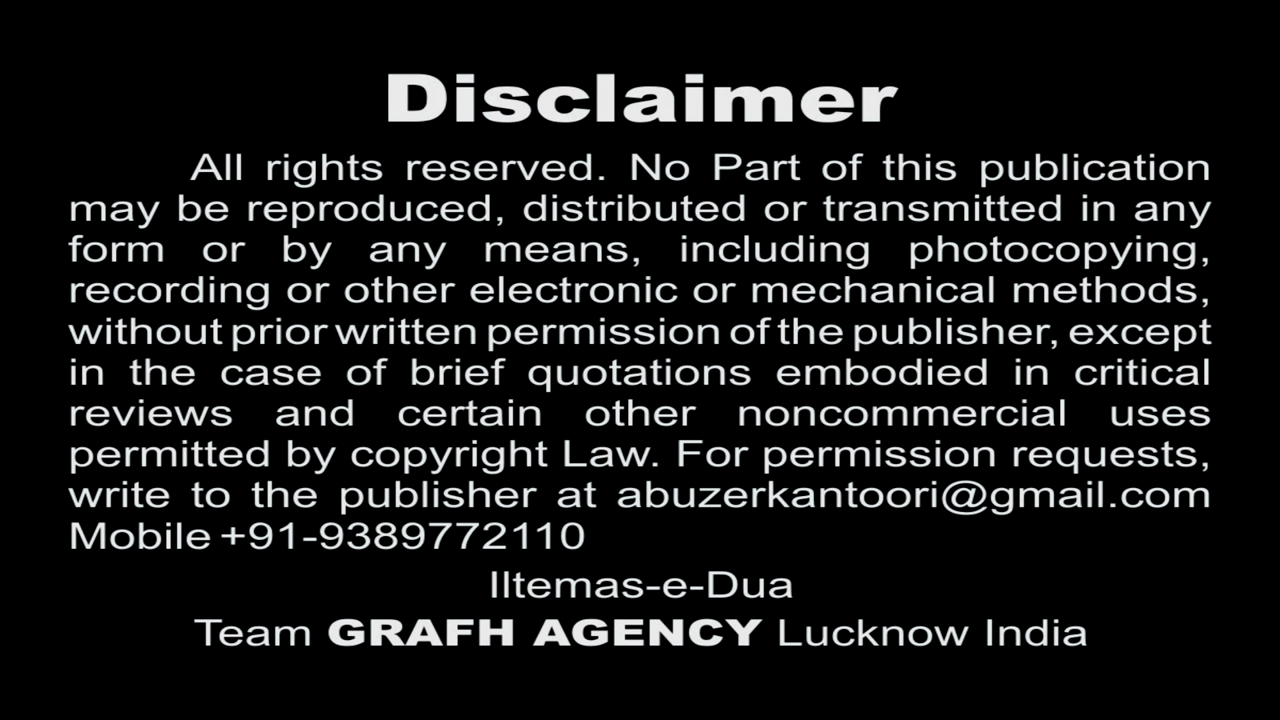 Disclaimer
All rights reserved. No Part of this publication
may be reproduced, distributed or transmitted in any
form or by any means, including photocopying,
recording or other electronic or mechanical methods,
without prior written permission of the publisher, except
in the case of brief quotations embodied in critical
reviews and certain other noncommercial uses
permitted by copyright Law. For permission requests,
write to the publisher at abuzerkantoori@gmail.com
Mobile +91-9389772110
Iltemas-e-Dua
Team GRAFH AGENCY Lucknow India